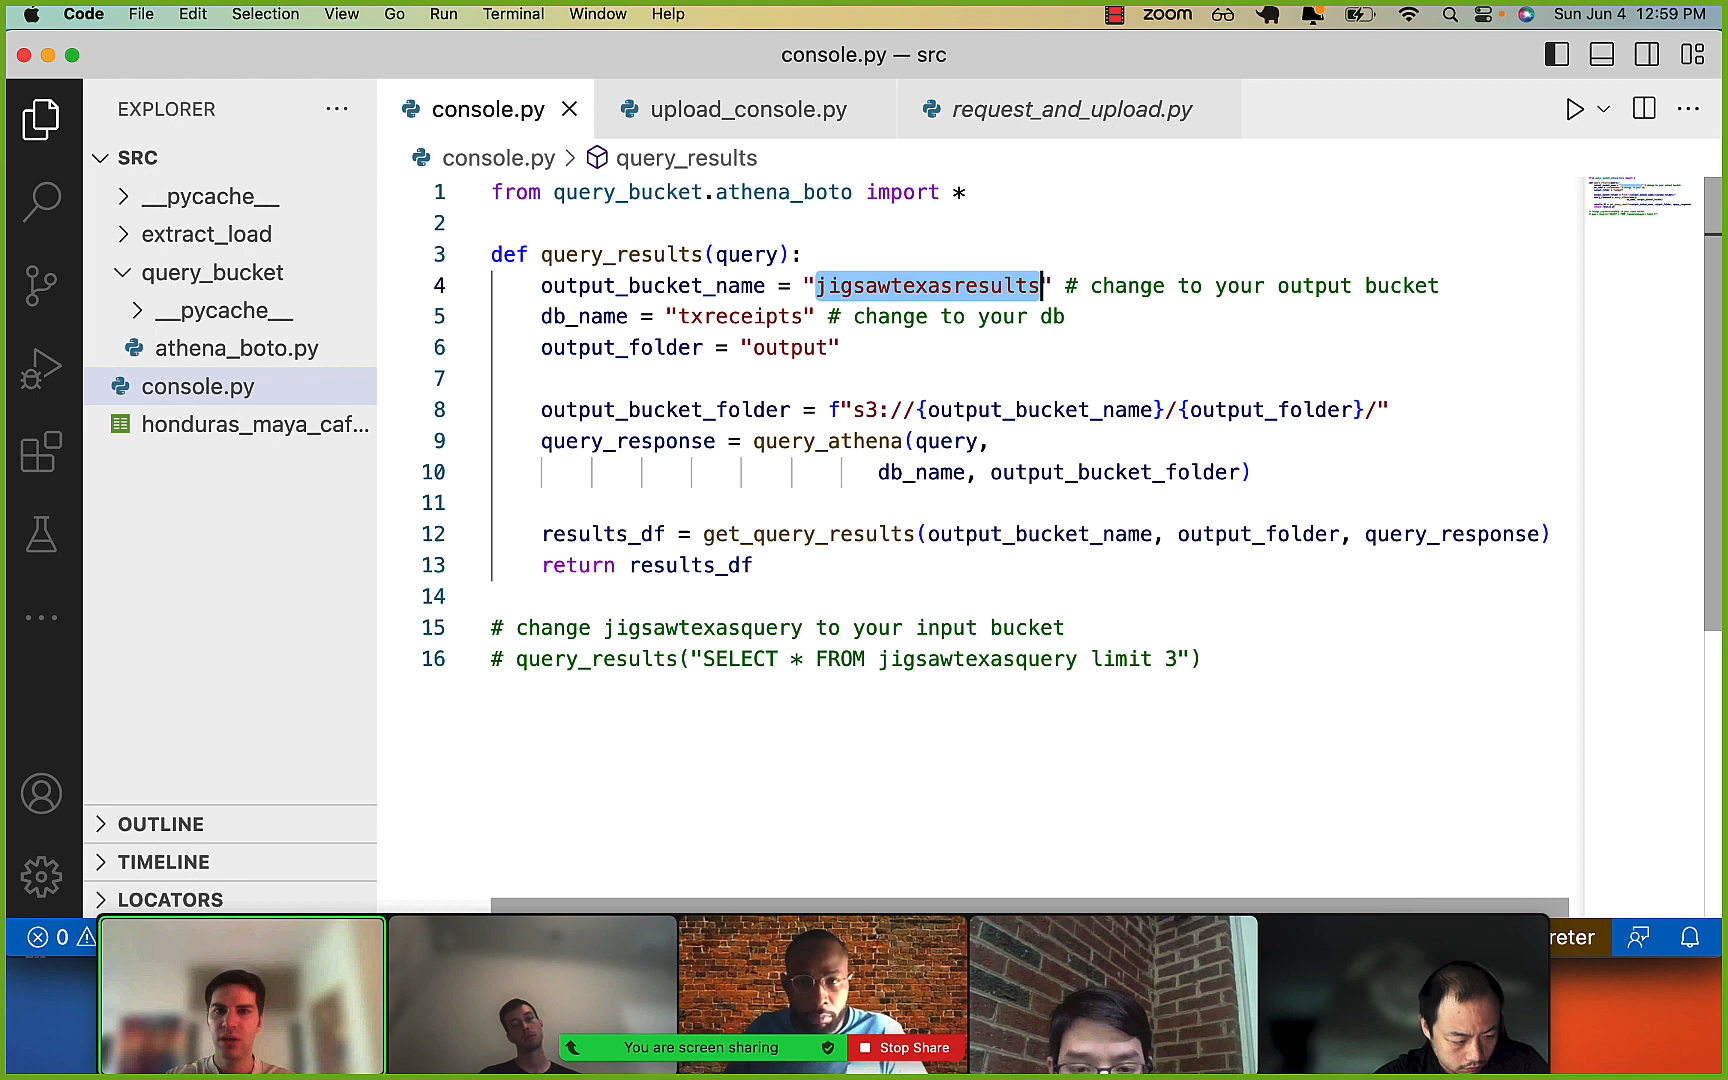 Code File Edit Selection View Go Run Terminal Window Help zoom Sun Jun 4 12:59 PM
console.py — src
EXPLORER
SRC
__pycache__
extract_load
query_bucket
__pycache__
athena_boto.py
console.py
honduras_maya_caf...
OUTLINE
TIMELINE
LOCATORS
console.py upload_console.py request_and_upload.py
console.py > query_results
1 from query_bucket.athena_boto import *
2
3 def query_results(query):
4 output_bucket_name = "jigsawtexasresults" # change to your output bucket
5 db_name = "txreceipts" # change to your db
6 output_folder = "output"
7
8 output_bucket_folder = f"s3://{output_bucket_name}/{output_folder}/"
9 query_response = query_athena(query,
10 db_name, output_bucket_folder)
11
12 results_df = get_query_results(output_bucket_name, output_folder, query_response)
13 return results_df
14
15 # change jigsawtexasquery to your input bucket
16 # query_results("SELECT * FROM jigsawtexasquery limit 3")
0 reter
You are screen sharing Stop Share